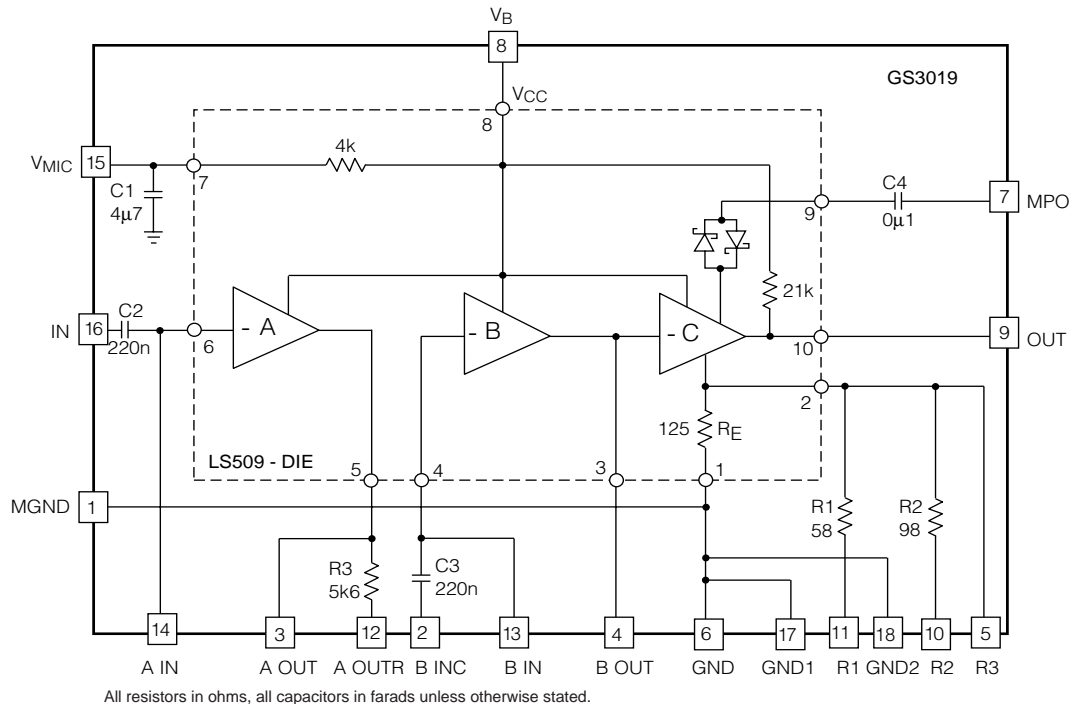 VB
8
GS3019
VCC
8
4k
VMIC
15
7
C1
4µ7
C4
0µ1
9
7
MPO
21k
IN
16
C2
220n
6
- A
- B
- C
10
9
OUT
2
125
RE
LS509 - DIE
5
4
3
1
MGND
1
R1
58
R2
98
R3
5k6
C3
220n
14
3
12
2
13
4
6
17
11
18
10
5
A IN
A OUT
A OUTR
B INC
B IN
B OUT
GND
GND1
R1
GND2
R2
R3
All resistors in ohms, all capacitors in farads unless otherwise stated.